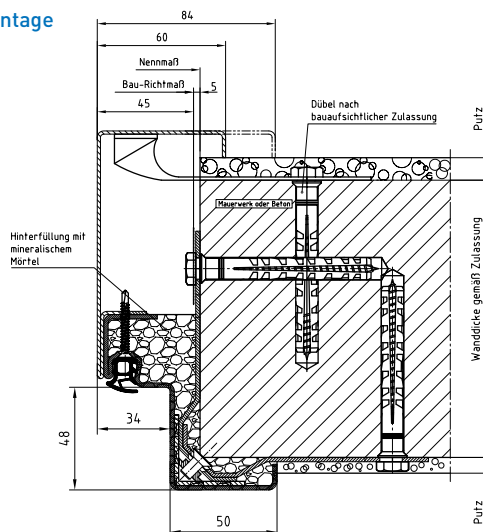 ntage
84
60
Nennmaß
Bau-Richtmaß
5
45
Dübel nach
bauaufsichtlicher Zulassung
Putz
Mauerwerk oder Beton
Hinterfüllung mit
mineralischem
Mörtel
Wanddicke gemäß Zulassung
34
48
50
Putz